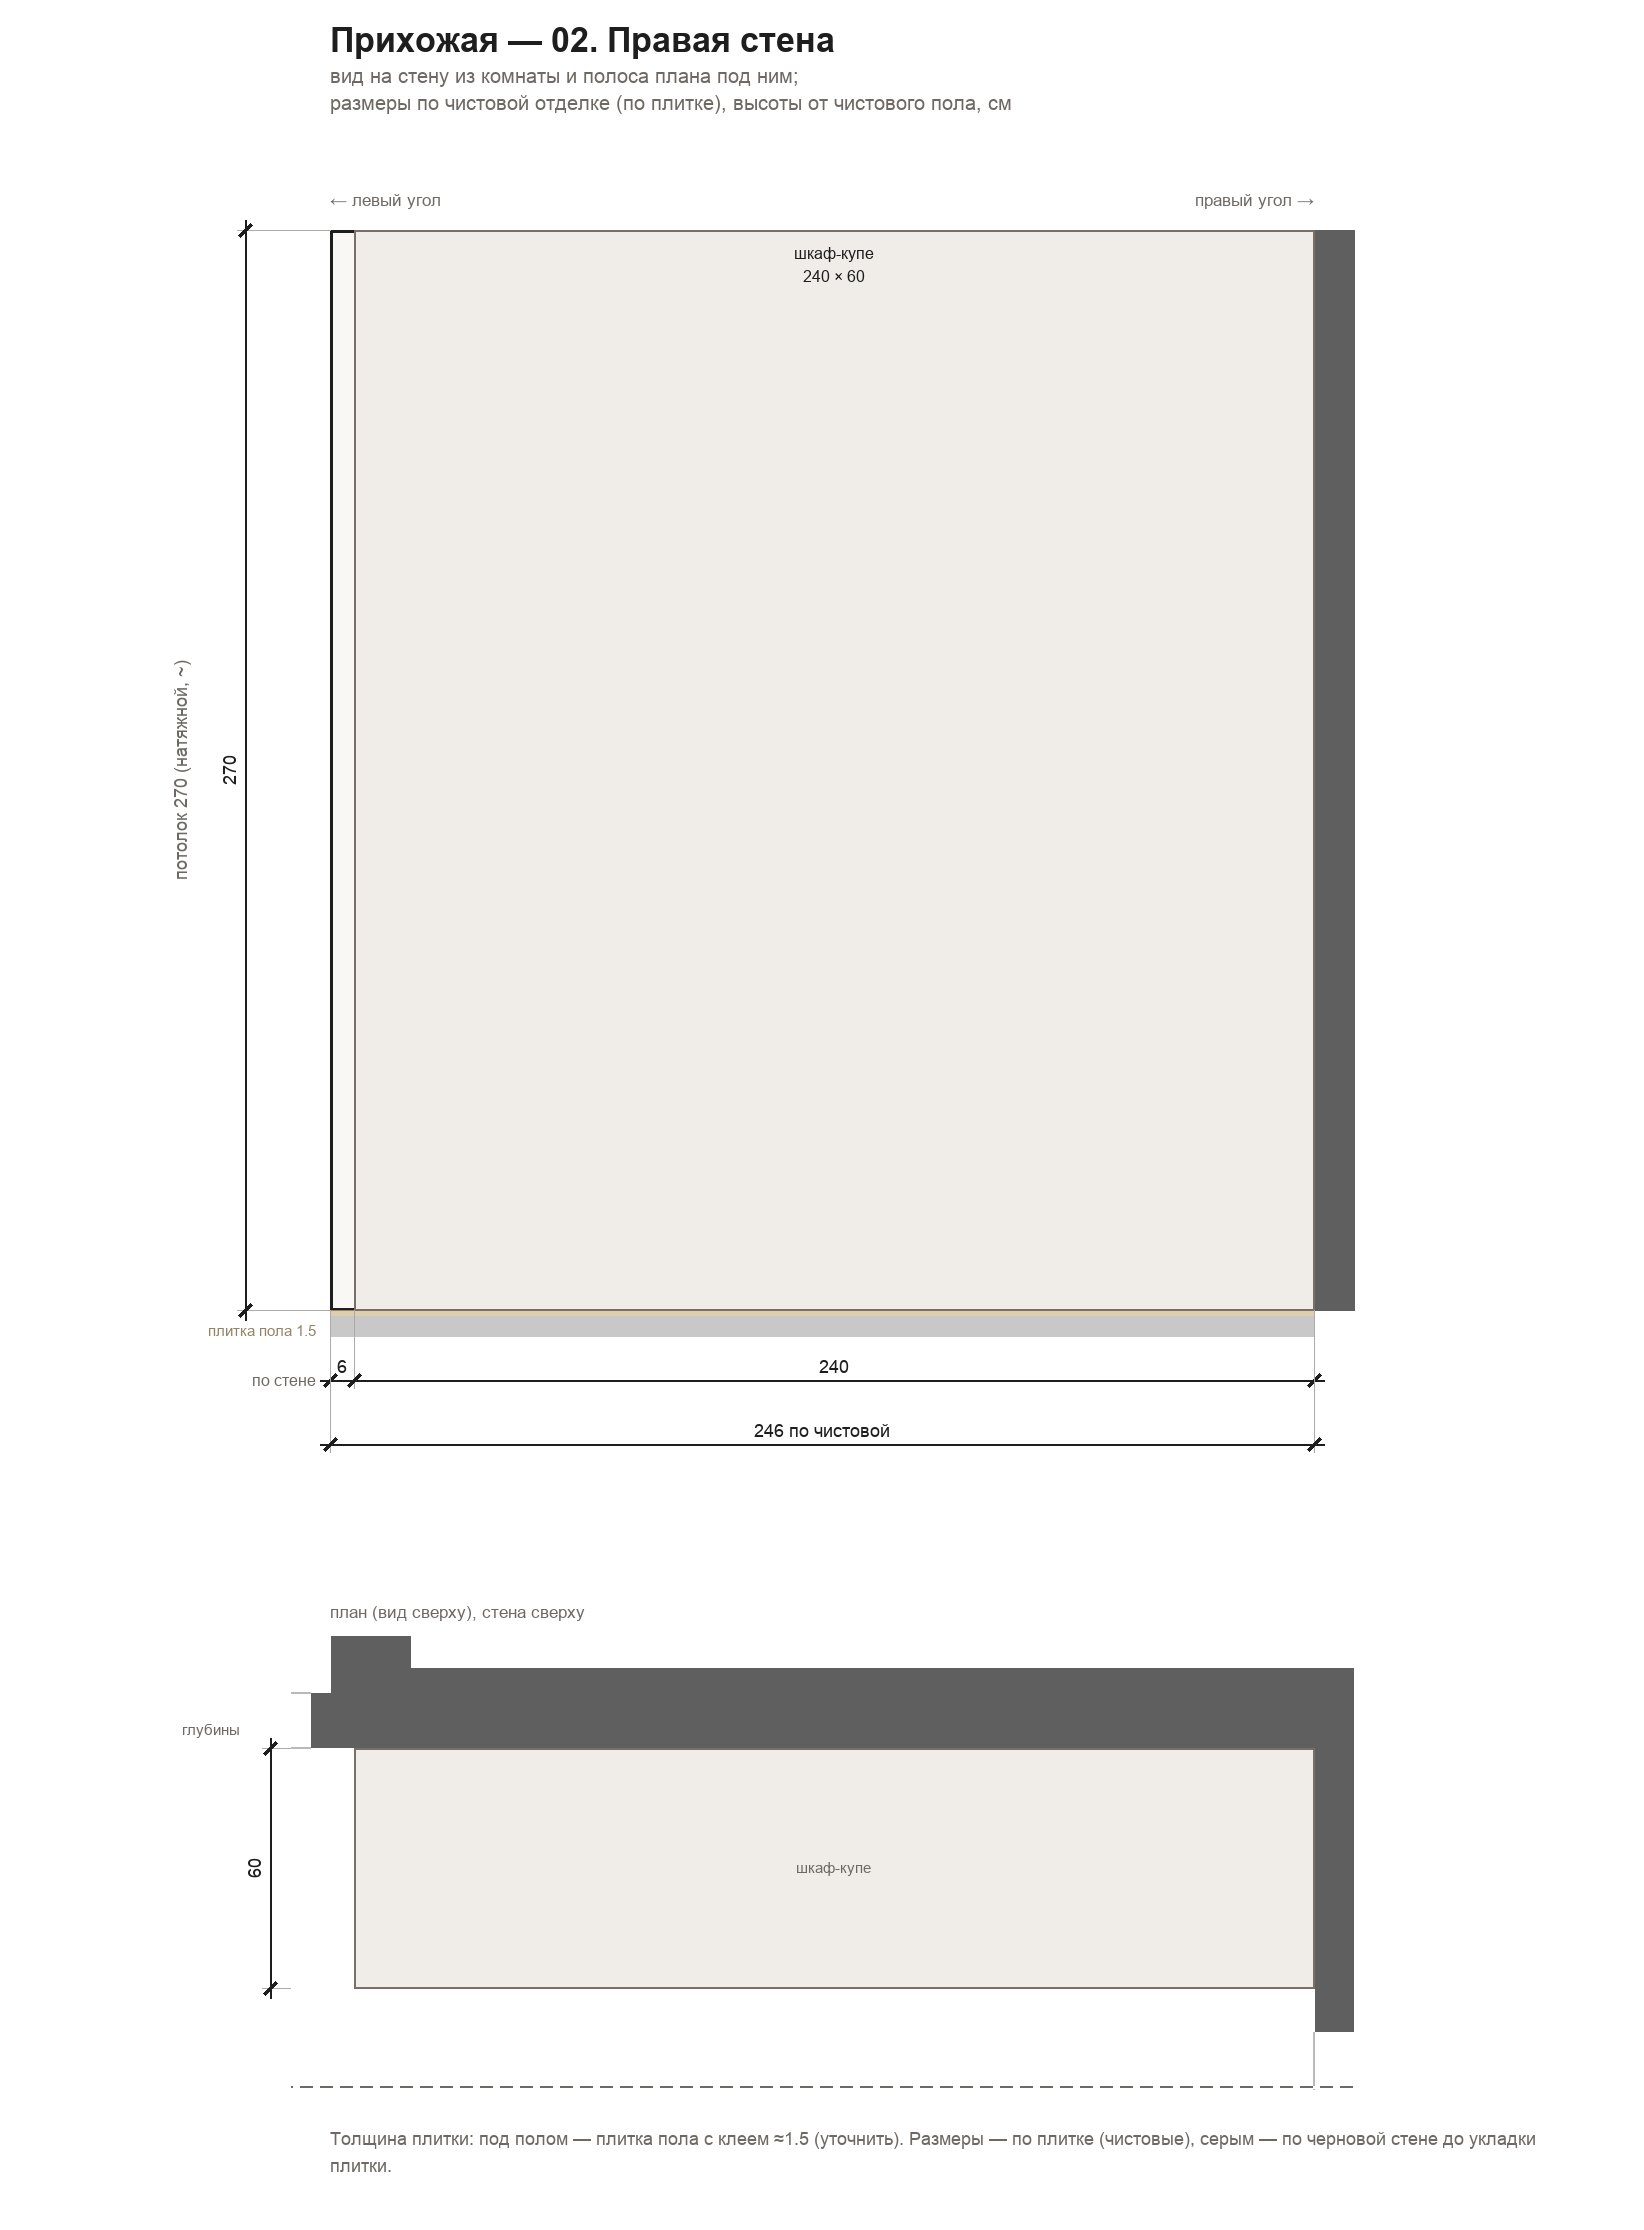 Прихожая — 02. Правая стена
вид на стену из комнаты и полоса плана под ним;
размеры по чистовой отделке (по плитке), высоты от чистового пола, см
← левый угол
правый угол →
шкаф-купе
240 × 60
потолок 270 (натяжной, ~)
270
плитка пола 1.5
6
240
по стене
246 по чистовой
план (вид сверху), стена сверху
глубины
60
шкаф-купе
Толщина плитки: под полом — плитка пола с клеем ≈1.5 (уточнить). Размеры — по плитке (чистовые), серым — по черновой стене до укладки
плитки.